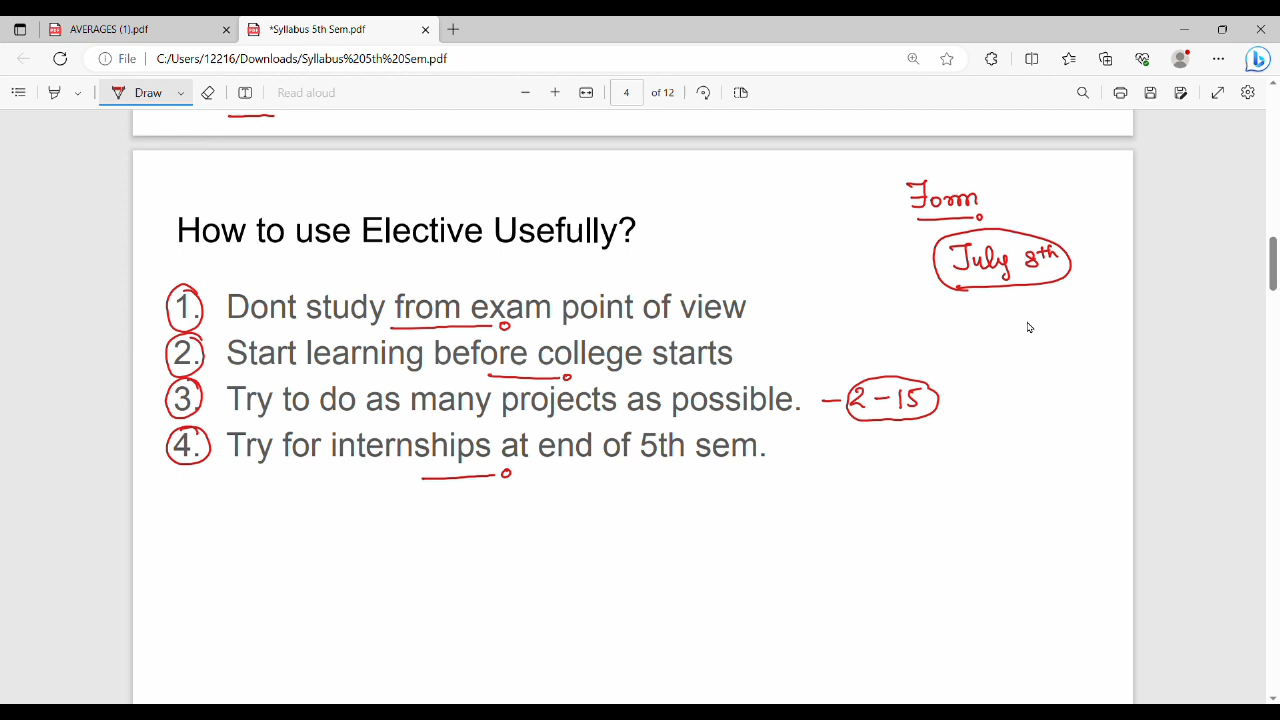 AVERAGES (1).pdf
*Syllabus 5th Sem.pdf
File
C:/Users/12216/Downloads/Syllabus%205th%20Sem.pdf
Draw
Read aloud
4
of 12
Form
July 8th
How to use Elective Usefully?
1. Dont study from exam point of view
2. Start learning before college starts
3. Try to do as many projects as possible. - 2 - 15
4. Try for internships at end of 5th sem.